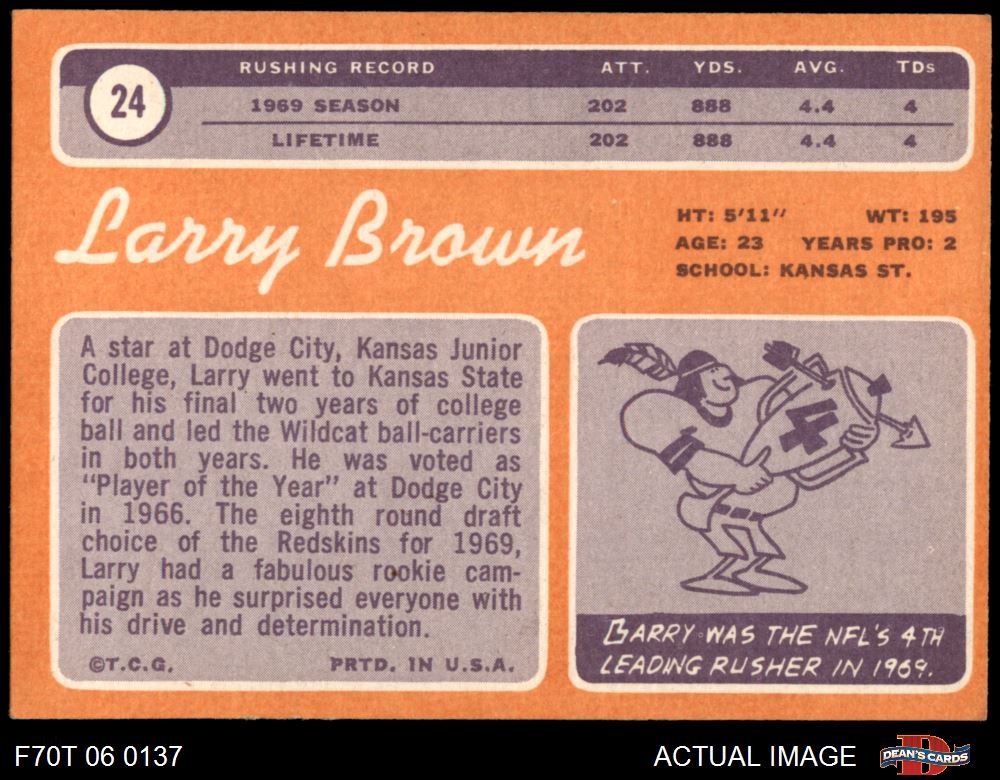 24
RUSHING RECORD ATT. YDS. AVG. TDs
1969 SEASON 202 888 4.4 4
LIFETIME 202 888 4.4 4
Larry Brown
HT: 5'11" WT: 195
AGE: 23 YEARS PRO: 2
SCHOOL: KANSAS ST.
A star at Dodge City, Kansas Junior
College, Larry went to Kansas State
for his final two years of college
ball and led the Wildcat ball-carriers
in both years. He was voted as
"Player of the Year" at Dodge City
in 1966. The eighth round draft
choice of the Redskins for 1969,
Larry had a fabulous rookie cam-
paign as he surprised everyone with
his drive and determination.
©T.C.G. PRTD. IN U.S.A.
4
LARRY WAS THE NFL'S 4TH
LEADING RUSHER IN 1969.
F70T 06 0137
ACTUAL IMAGE
D
DEAN'S CARDS